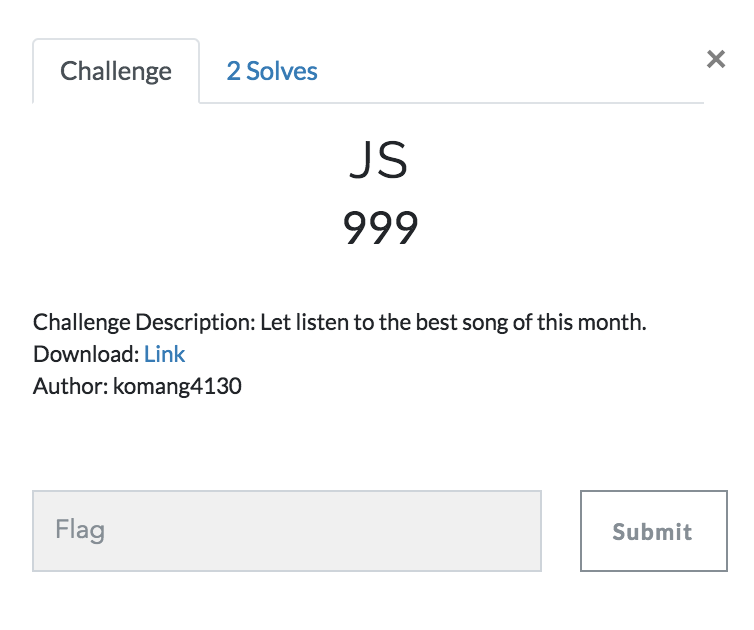 Challenge
2 Solves
×
JS
999
Challenge Description: Let listen to the best song of this month.
Download: Link
Author: komang4130
Flag
Submit